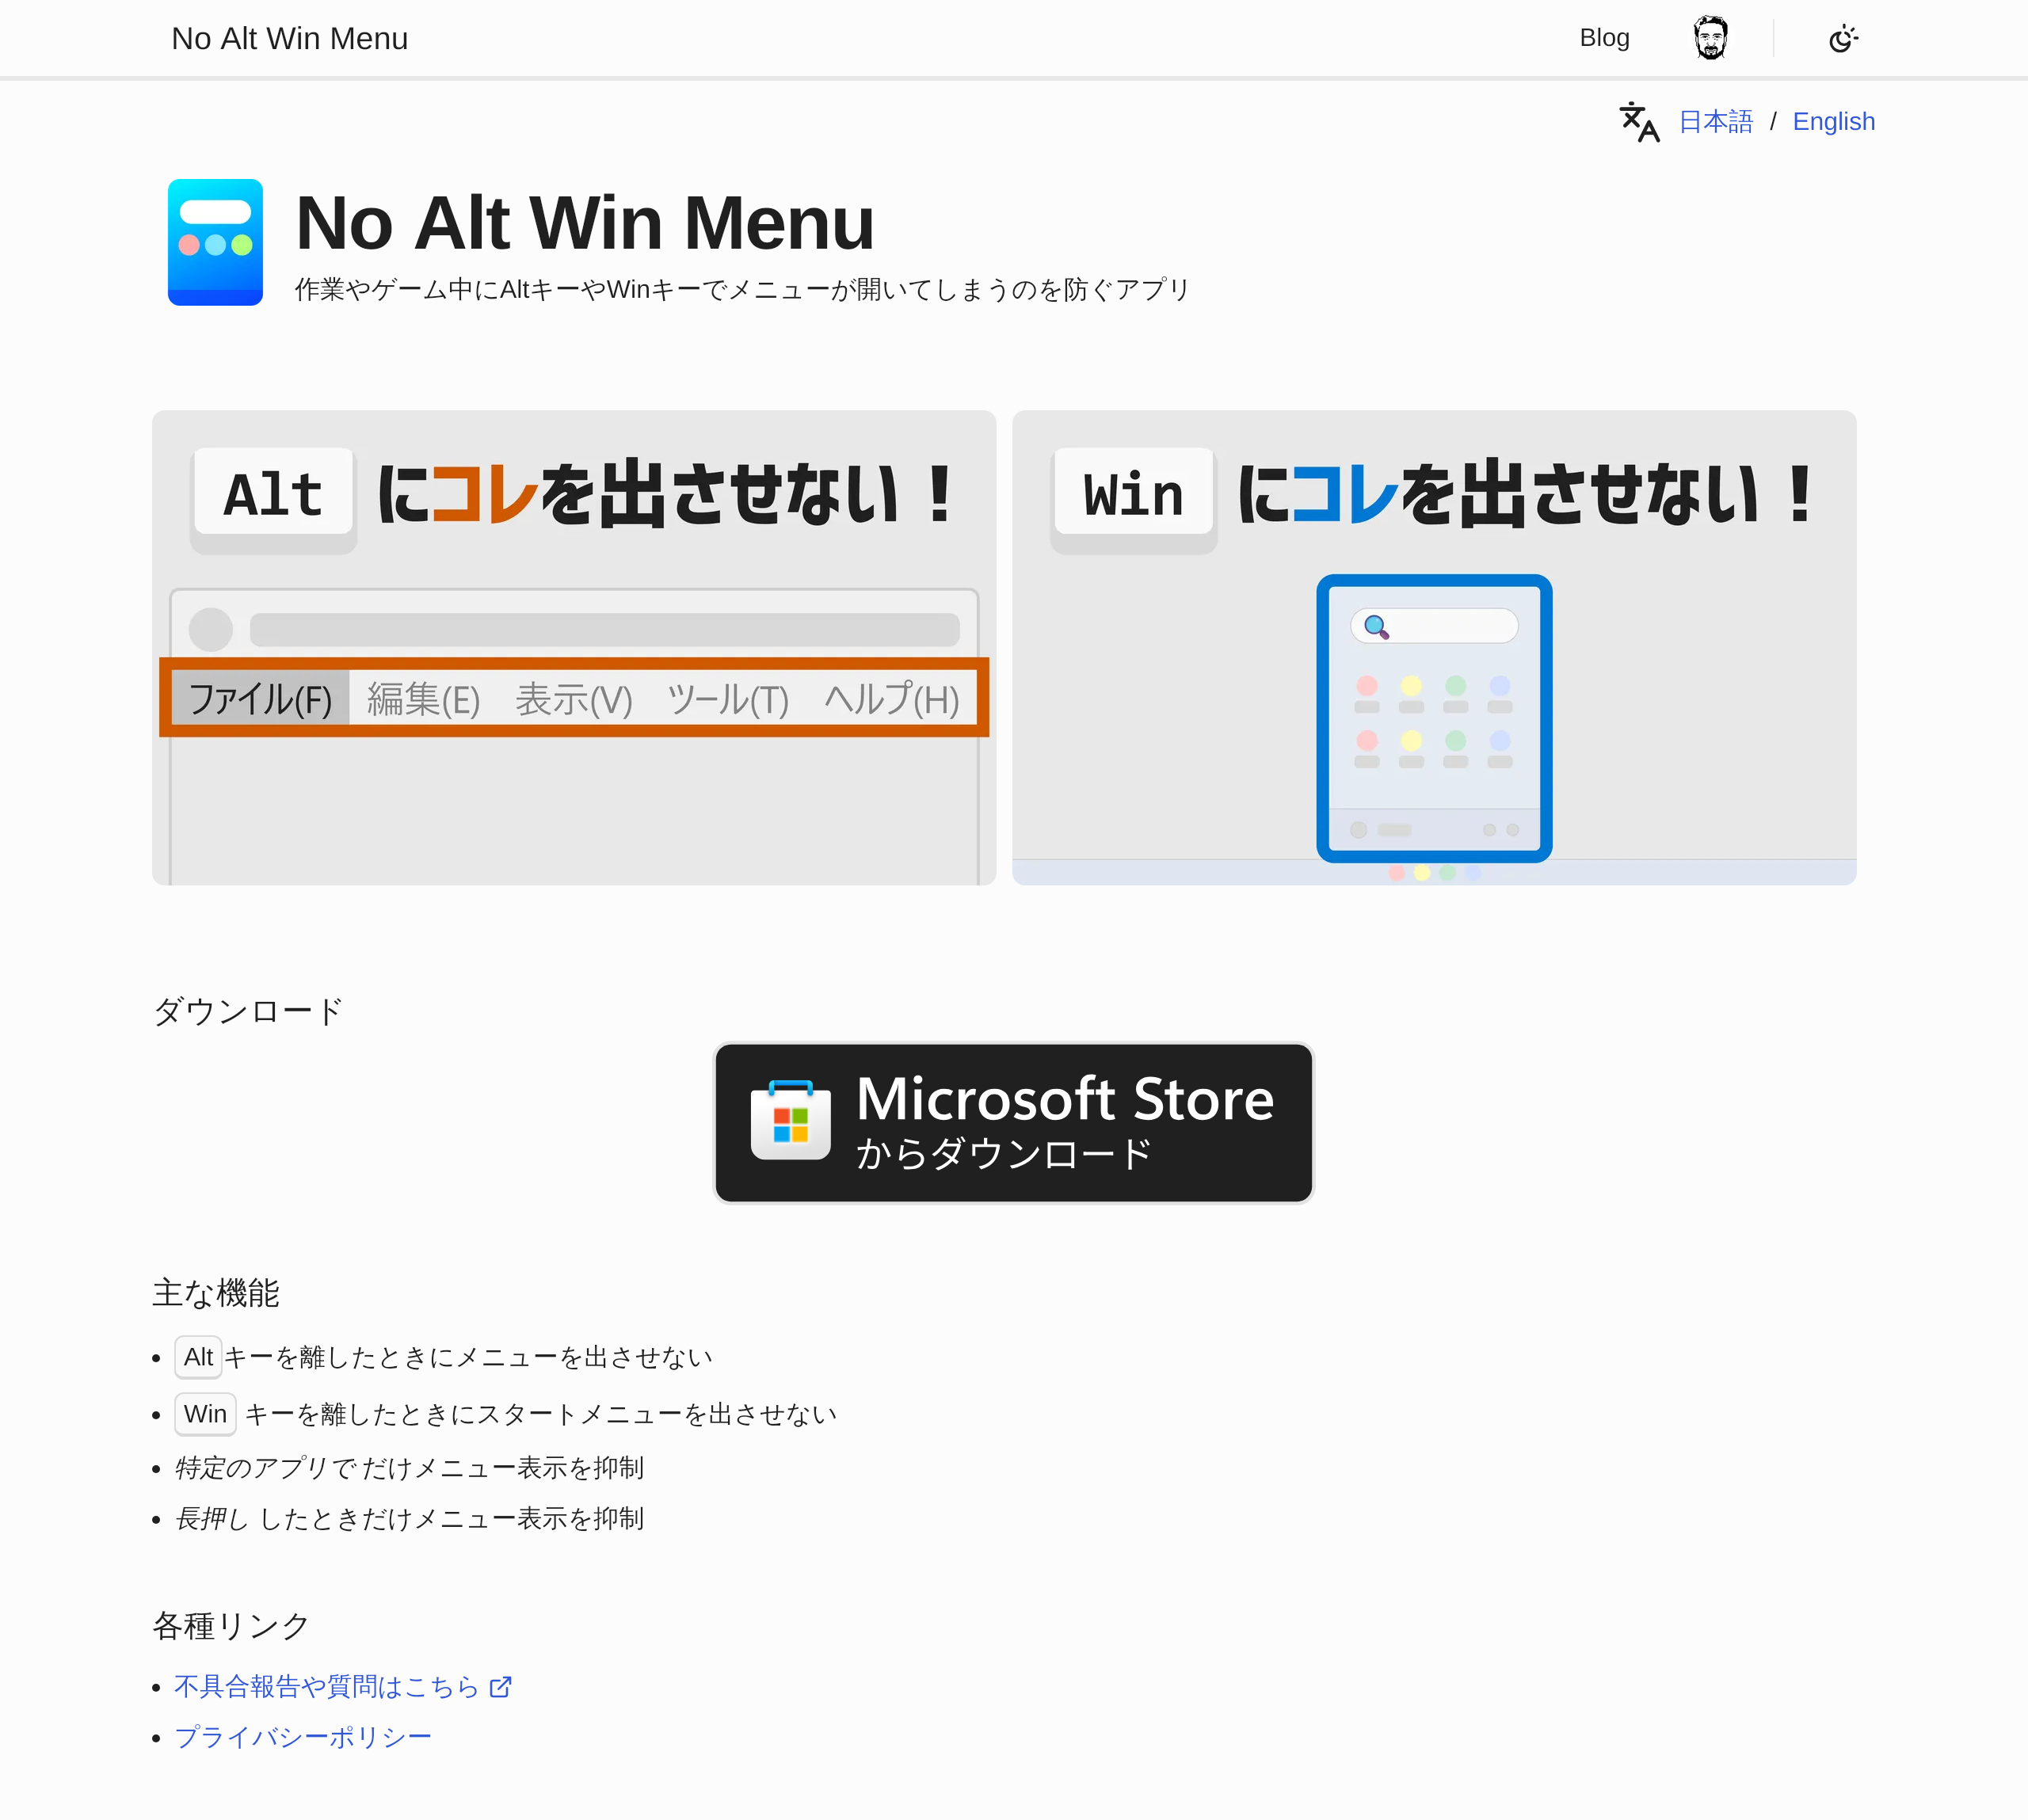 No Alt Win Menu
Blog
日本語 / English
No Alt Win Menu
作業やゲーム中にAltキーやWinキーでメニューが開いてしまうのを防ぐアプリ
Alt にコレを出させない！
ファイル(F) 編集(E) 表示(V) ツール(T) ヘルプ(H)
Win にコレを出させない！
ダウンロード
Microsoft Store
からダウンロード
主な機能
Altキーを離したときにメニューを出させない
Win キーを離したときにスタートメニューを出させない
特定のアプリで だけメニュー表示を抑制
長押し したときだけメニュー表示を抑制
各種リンク
不具合報告や質問はこちら
プライバシーポリシー